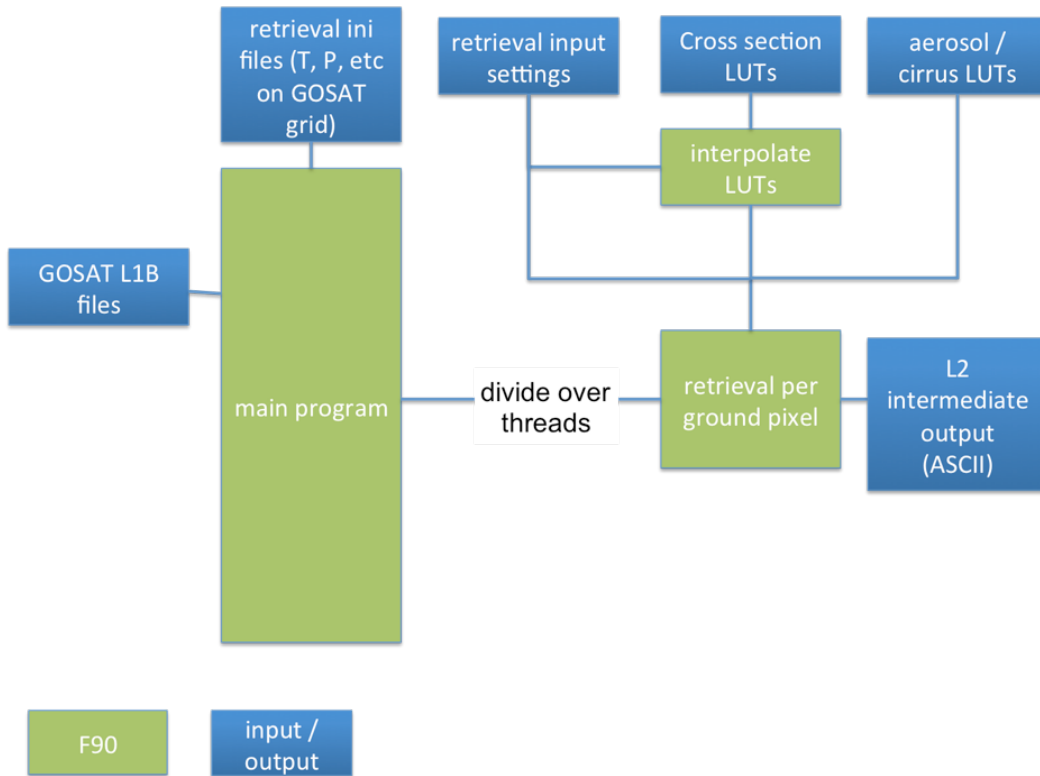 retrieval ini
files (T, P, etc
on GOSAT
grid)
retrieval input
settings
Cross section
LUTs
aerosol /
cirrus LUTs
interpolate
LUTs
GOSAT L1B
files
main program
divide over
threads
retrieval per
ground pixel
L2
intermediate
output
(ASCII)
F90
input /
output